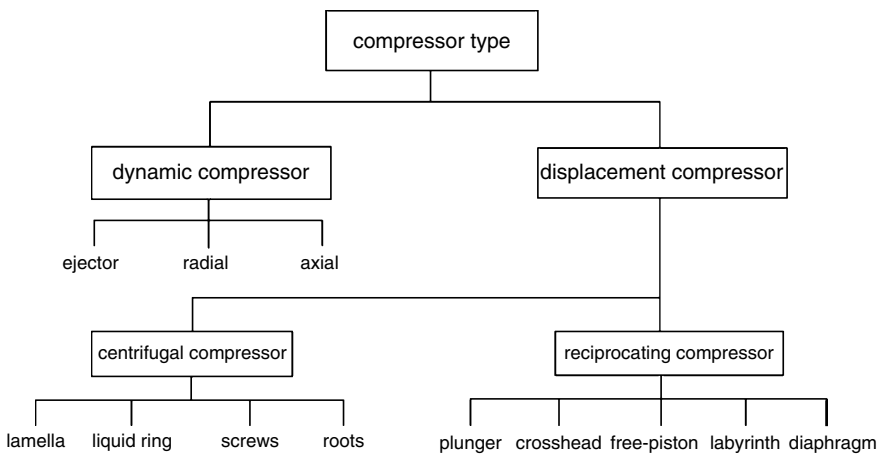 compressor type
dynamic compressor
displacement compressor
ejector
radial
axial
centrifugal compressor
reciprocating compressor
lamella
liquid ring
screws
roots
plunger
crosshead
free-piston
labyrinth
diaphragm